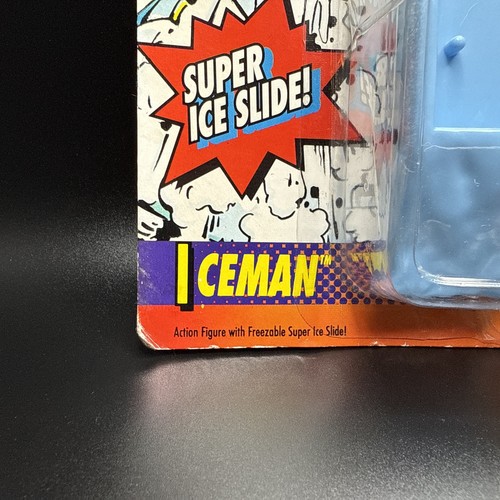 SUPER
ICE SLIDE!
ICEMAN™
Action Figure with Freezable Super Ice Slide!